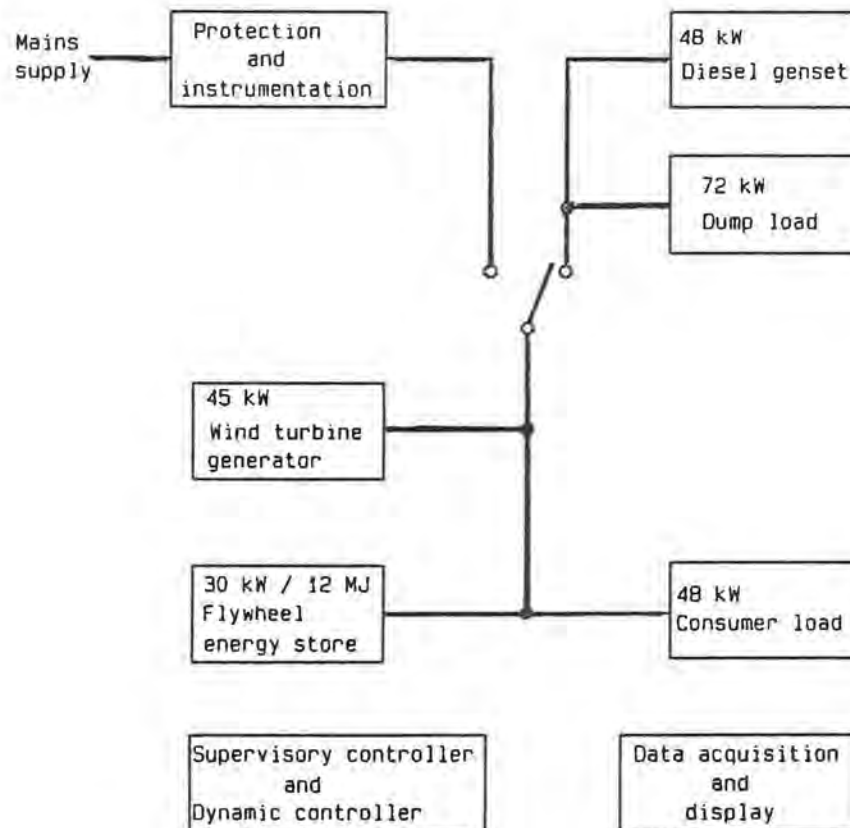 Mains
supply
Protection
and
instrumentation
48 kW
Diesel genset
72 kW
Dump load
45 kW
Wind turbine
generator
30 kW / 12 MJ
Flywheel
energy store
48 kW
Consumer load
Supervisory controller
and
Dynamic controller
Data acquisition
and
display